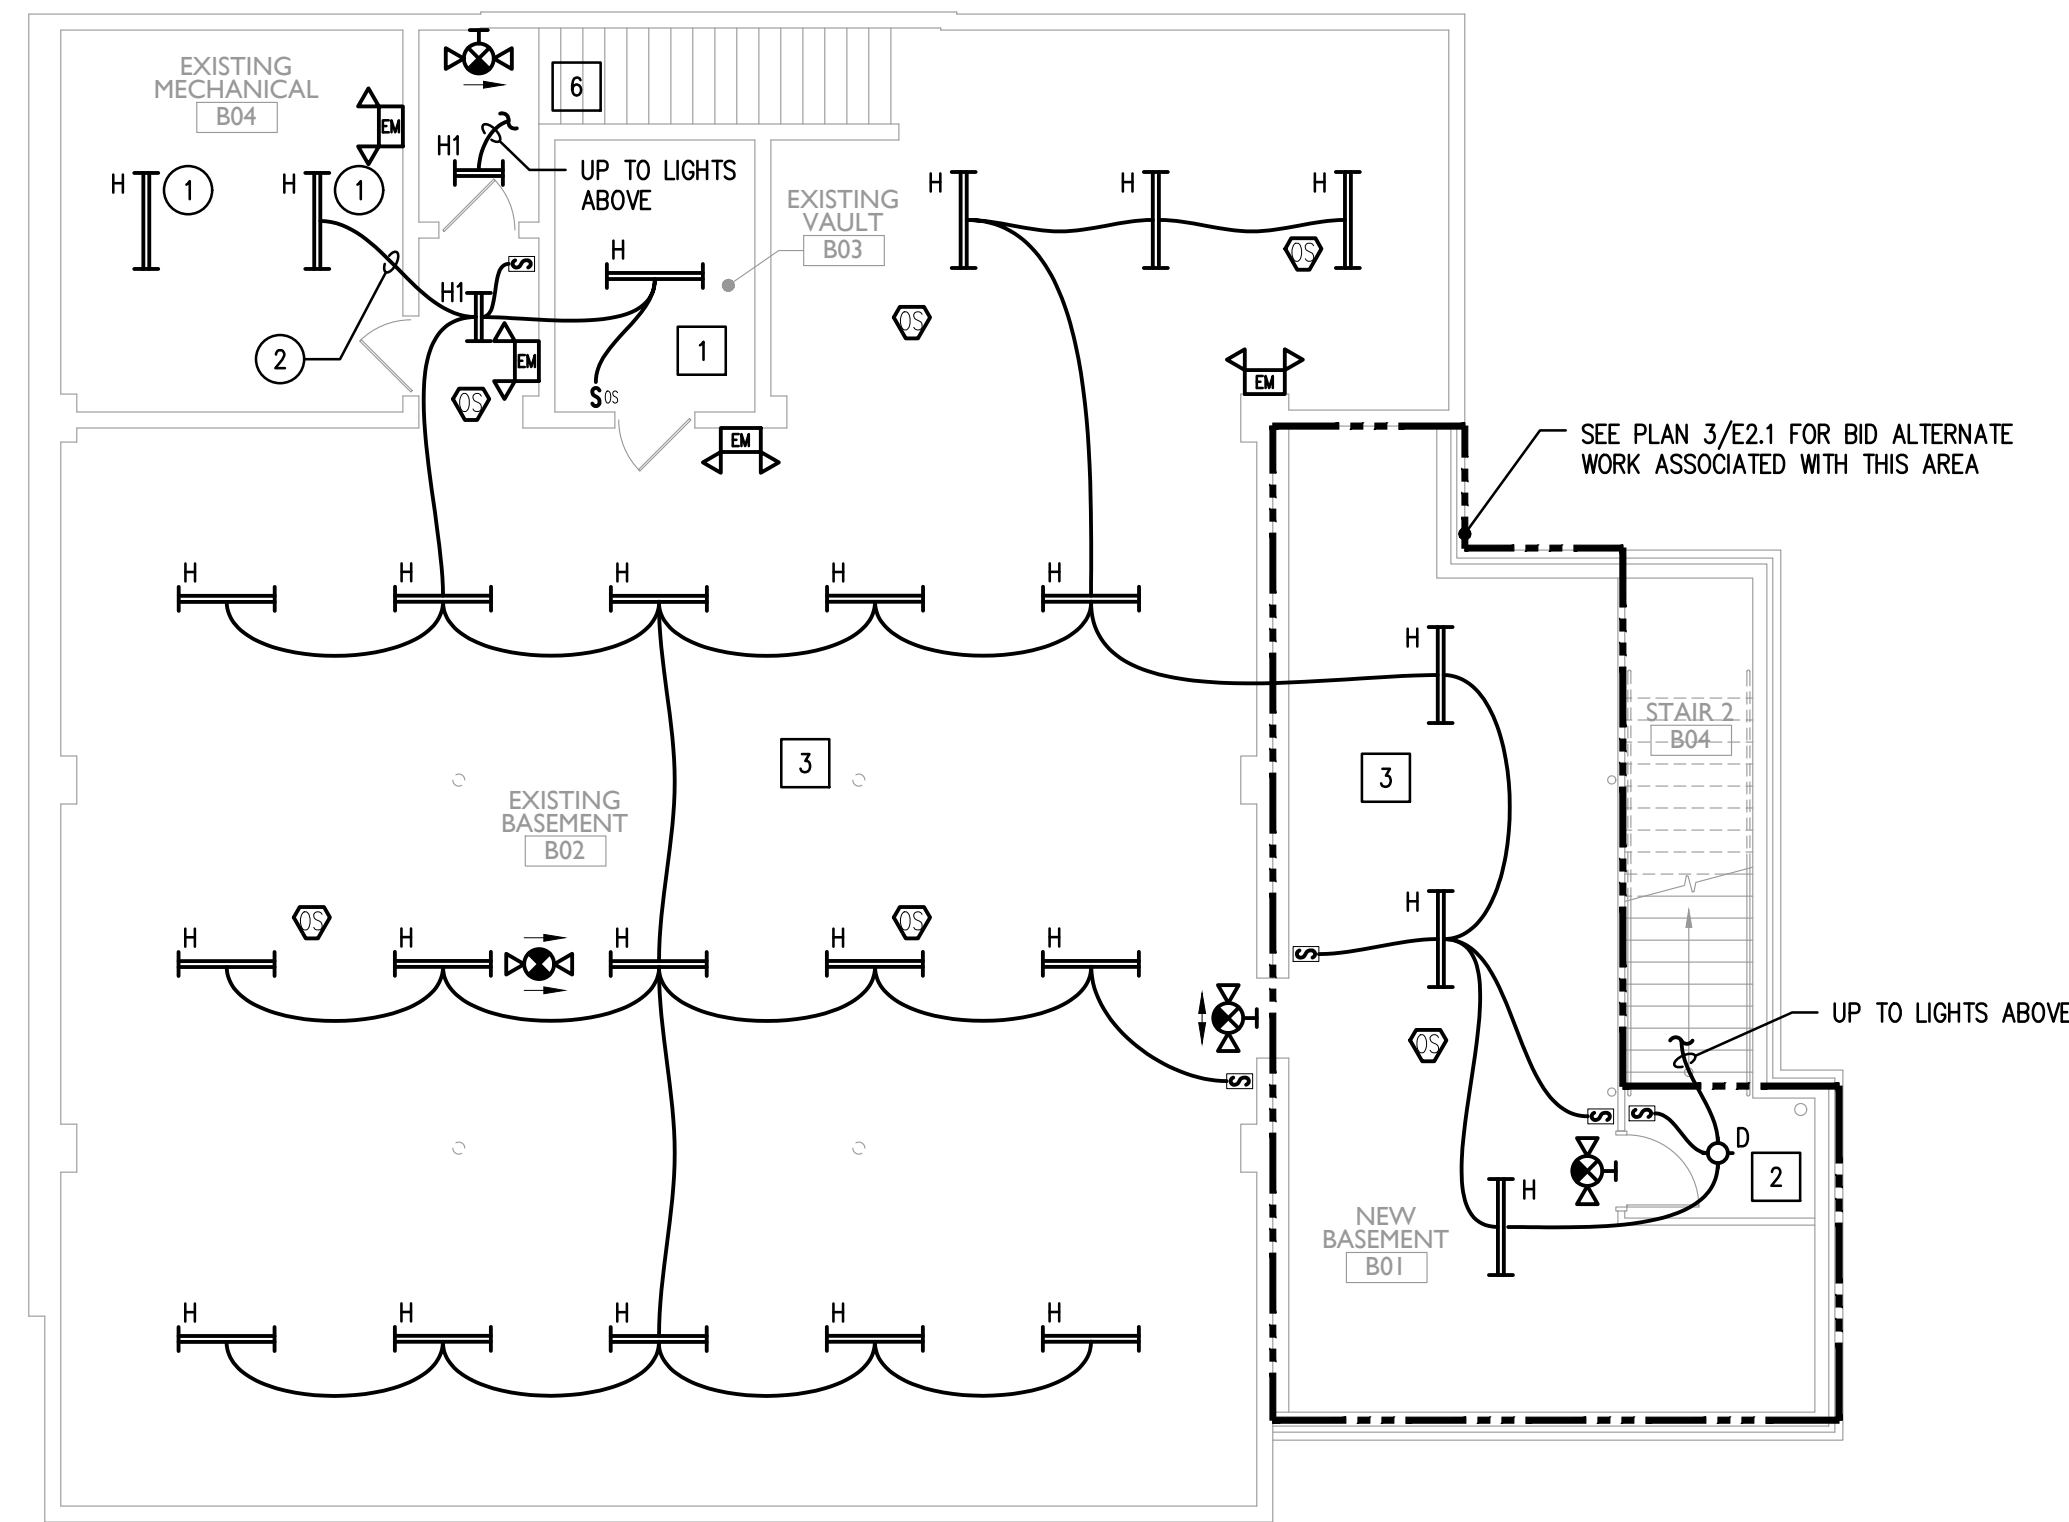 EXISTING
MECHANICAL
B04
EM
6
H1
UP TO LIGHTS
ABOVE
H
1
H
1
EXISTING
VAULT
B03
H
H
H
OS
H
S
H1
2
EM
1
OS
OS
S OS
EM
EM
SEE PLAN 3/E2.1 FOR BID ALTERNATE
WORK ASSOCIATED WITH THIS AREA
H
H
H
H
H
H
STAIR 2
B04
3
3
EXISTING
BASEMENT
B02
H
OS
OS
H
H
H
H
H
S
OS
UP TO LIGHTS ABOVE
S
S
S
D
2
H
NEW
BASEMENT
B01
H
H
H
H
H